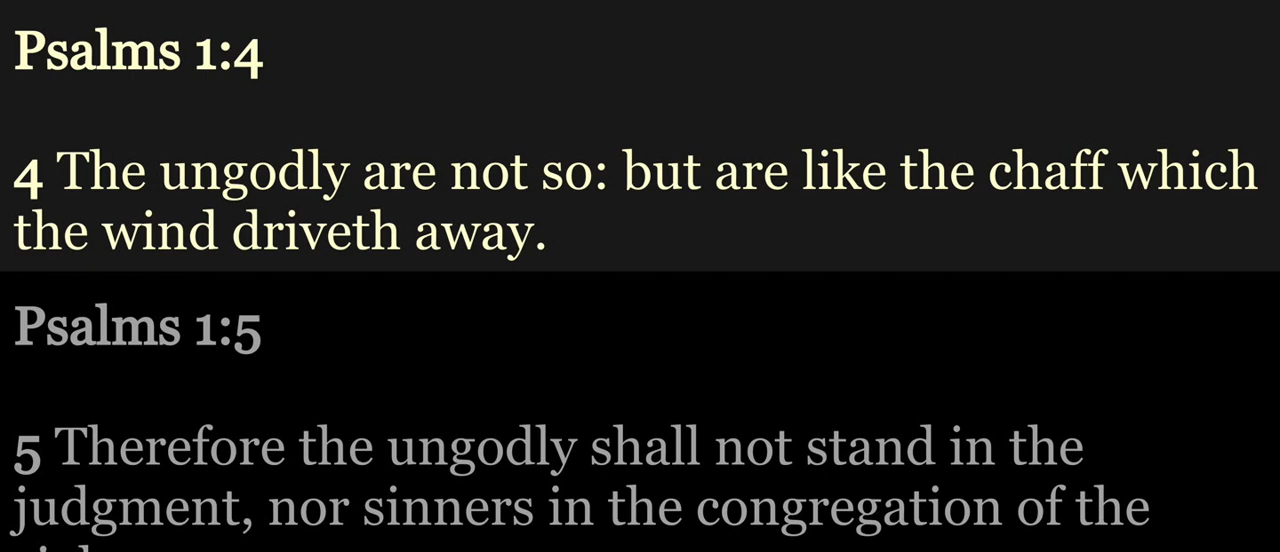 Psalms 1:4
4 The ungodly are not so: but are like the chaff which
the wind driveth away.
Psalms 1:5
5 Therefore the ungodly shall not stand in the
judgment, nor sinners in the congregation of the